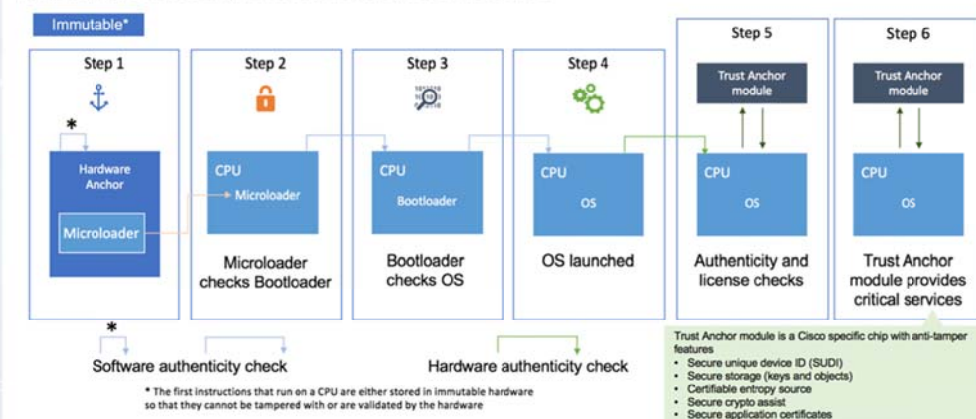 Immutable*
Step 1
*
Hardware
Anchor
Microloader
Step 2
CPU
Microloader
Microloader
checks Bootloader
Step 3
CPU
Bootloader
Bootloader
checks OS
Step 4
CPU
OS
OS launched
Step 5
Trust Anchor
module
CPU
OS
Authenticity and
license checks
Step 6
Trust Anchor
module
CPU
OS
Trust Anchor
module provides
critical services
*
Software authenticity check
Hardware authenticity check
* The first instructions that run on a CPU are either stored in immutable hardware
so that they cannot be tampered with or are validated by the hardware
Trust Anchor module is a Cisco specific chip with anti-tamper
features
• Secure unique device ID (SUDI)
• Secure storage (keys and objects)
• Certifiable entropy source
• Secure crypto assist
• Secure application certificates